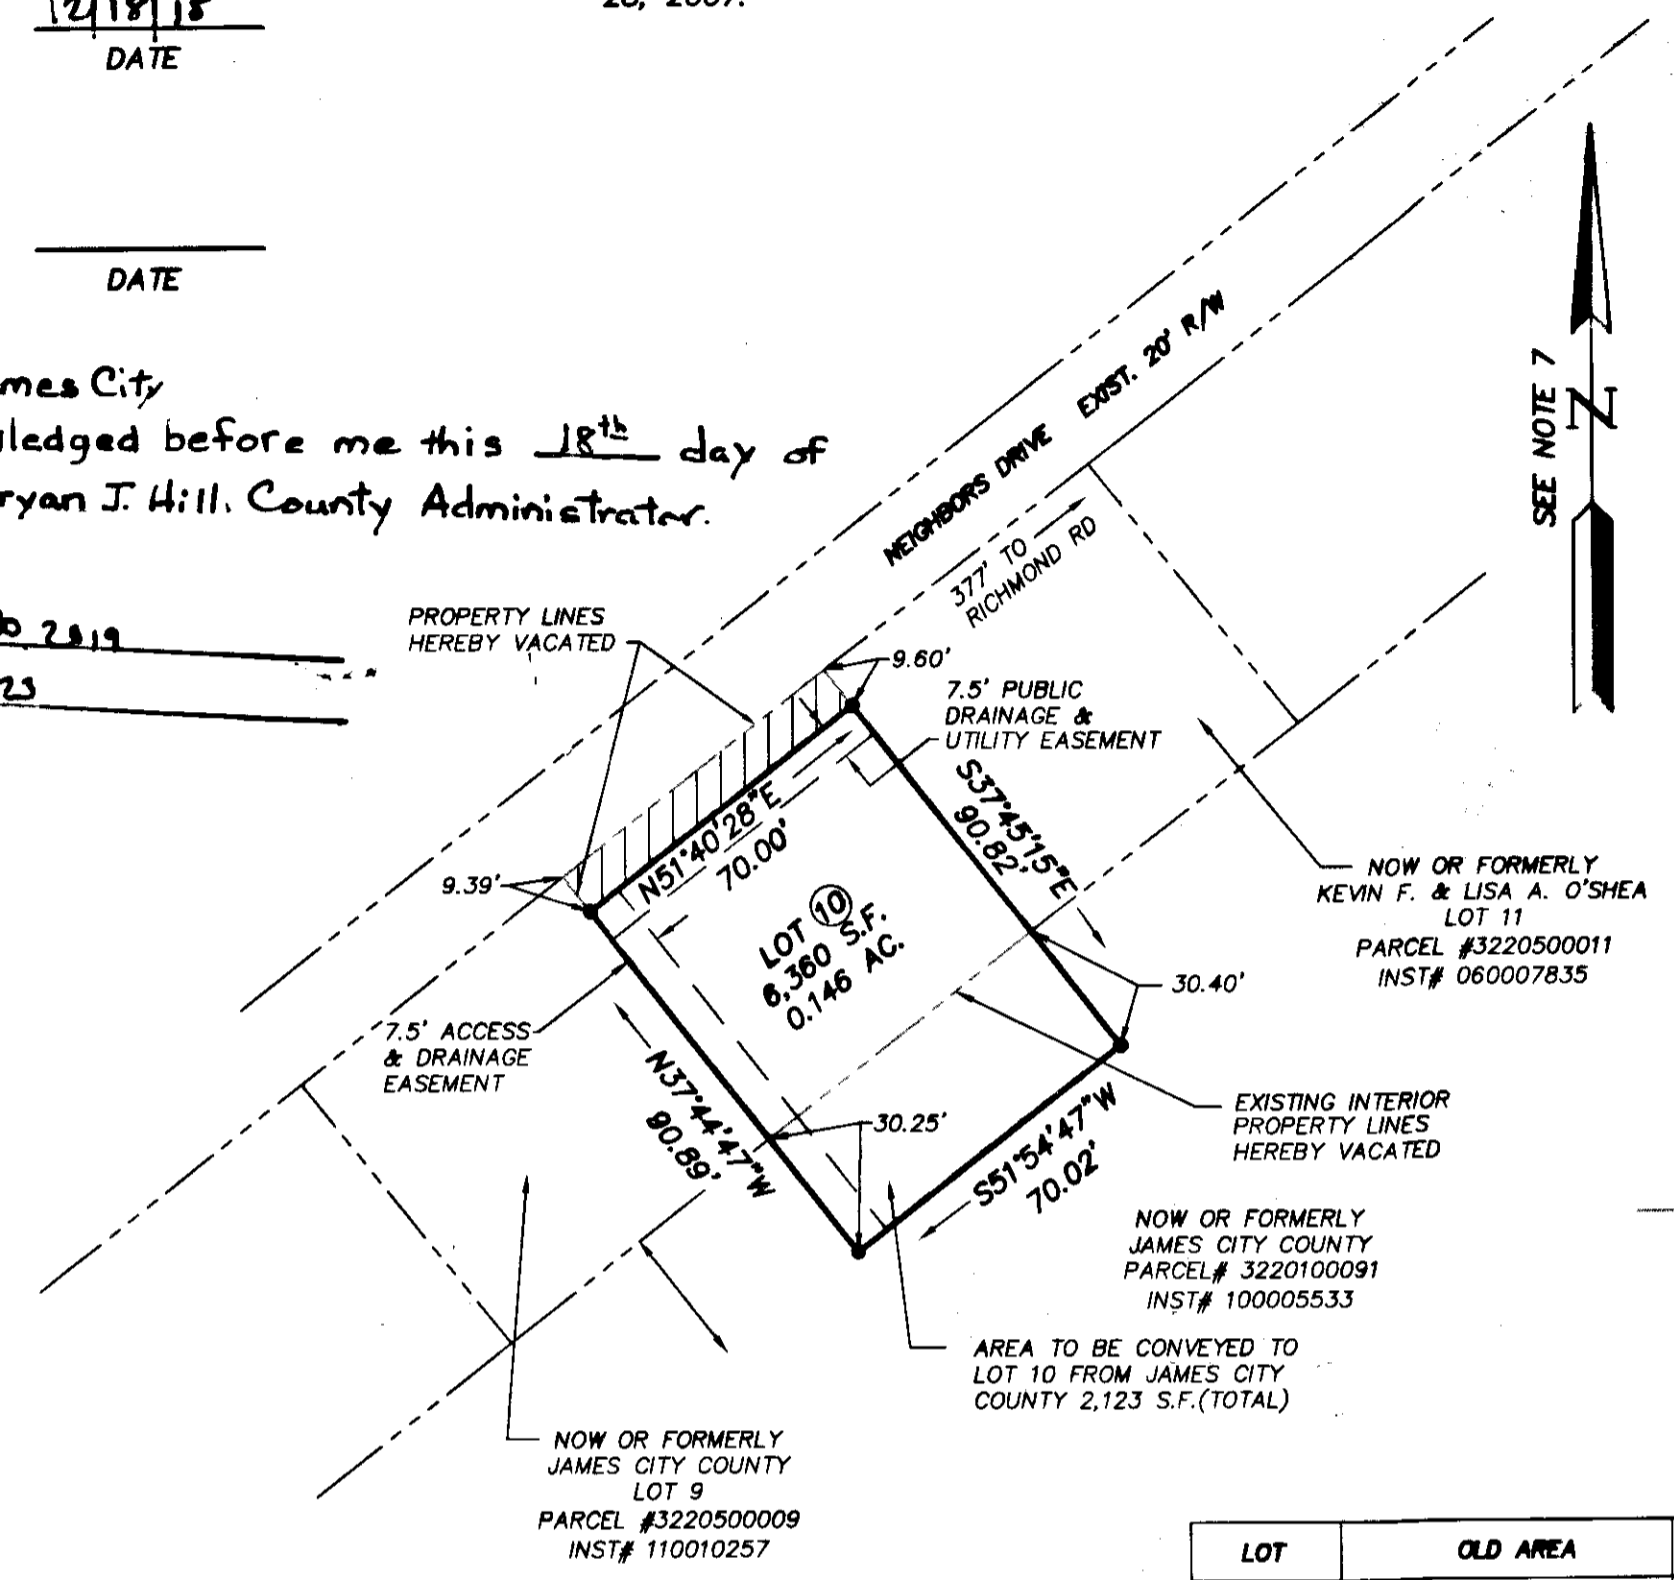 12/18/18
DATE
DATE
mes City
ledged before me this 18th day of
ryan J. Hill, County Administrator.
2819
23
NEIGHBORS DRIVE EXIST. 20' R/W
377' TO
RICHMOND RD
SEE NOTE 7
N
PROPERTY LINES
HEREBY VACATED
9.60'
7.5' PUBLIC
DRAINAGE &
UTILITY EASEMENT
N51°40'28"E
70.00'
S37°45'15"E
90.82'
9.39'
LOT 10
6,360 S.F.
0.146 AC.
NOW OR FORMERLY
KEVIN F. & LISA A. O'SHEA
LOT 11
PARCEL #3220500011
INST# 060007835
30.40'
7.5' ACCESS
& DRAINAGE
EASEMENT
N37°44'47"W
90.89'
30.25'
EXISTING INTERIOR
PROPERTY LINES
HEREBY VACATED
S51°54'47"W
70.02'
NOW OR FORMERLY
JAMES CITY COUNTY
PARCEL# 3220100091
INST# 100005533
AREA TO BE CONVEYED TO
LOT 10 FROM JAMES CITY
COUNTY 2,123 S.F.(TOTAL)
NOW OR FORMERLY
JAMES CITY COUNTY
LOT 9
PARCEL #3220500009
INST# 110010257
LOT OLD AREA